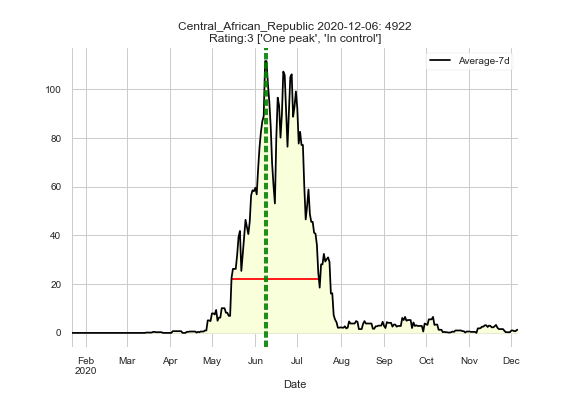 Central_African_Republic 2020-12-06: 4922
Rating:3 ['One peak', 'In control']
Average-7d
100
80
60
40
20
0
Feb Mar Apr May Jun Jul Aug Sep Oct Nov Dec
2020
Date